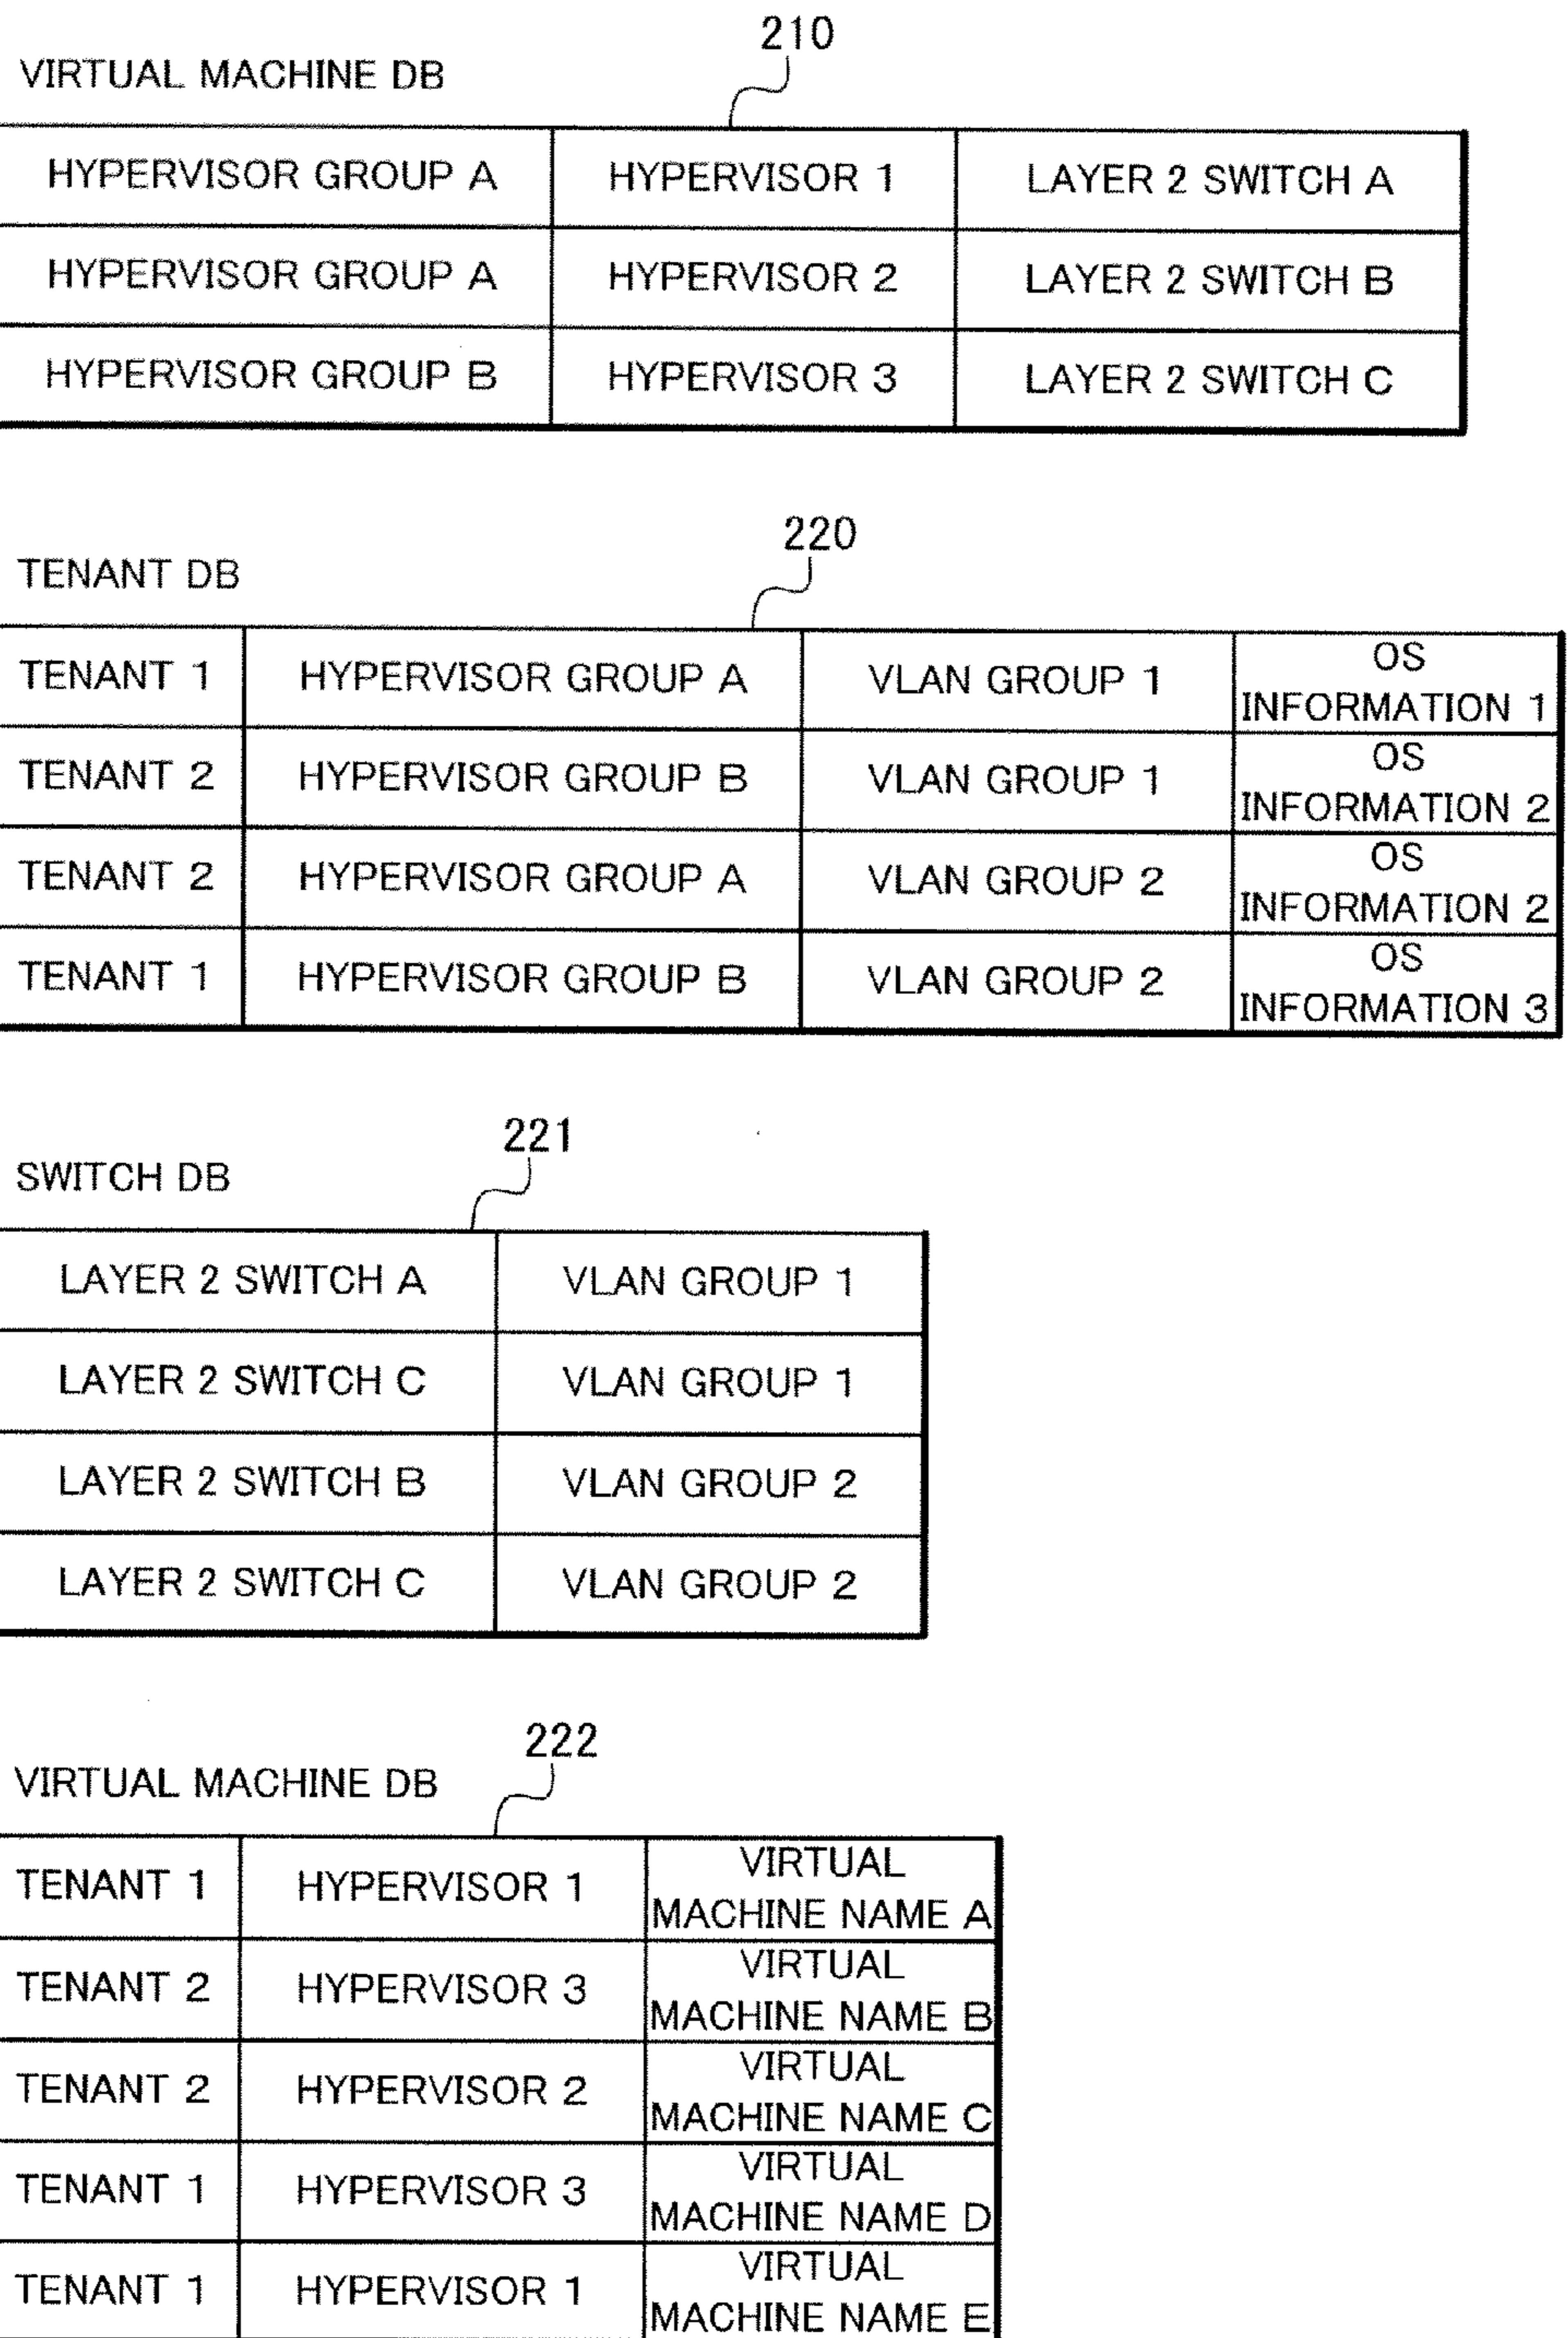 210
VIRTUAL MACHINE DB
HYPERVISOR GROUP A HYPERVISOR 1 LAYER 2 SWITCH A
HYPERVISOR GROUP A HYPERVISOR 2 LAYER 2 SWITCH B
HYPERVISOR GROUP B HYPERVISOR 3 LAYER 2 SWITCH C
220
TENANT DB
TENANT 1 HYPERVISOR GROUP A VLAN GROUP 1 OS
INFORMATION 1
TENANT 2 HYPERVISOR GROUP B VLAN GROUP 1 OS
INFORMATION 2
TENANT 2 HYPERVISOR GROUP A VLAN GROUP 2 OS
INFORMATION 2
TENANT 1 HYPERVISOR GROUP B VLAN GROUP 2 OS
INFORMATION 3
221
SWITCH DB
LAYER 2 SWITCH A VLAN GROUP 1
LAYER 2 SWITCH C VLAN GROUP 1
LAYER 2 SWITCH B VLAN GROUP 2
LAYER 2 SWITCH C VLAN GROUP 2
222
VIRTUAL MACHINE DB
TENANT 1 HYPERVISOR 1 VIRTUAL
MACHINE NAME A
TENANT 2 HYPERVISOR 3 VIRTUAL
MACHINE NAME B
TENANT 2 HYPERVISOR 2 VIRTUAL
MACHINE NAME C
TENANT 1 HYPERVISOR 3 VIRTUAL
MACHINE NAME D
TENANT 1 HYPERVISOR 1 VIRTUAL
MACHINE NAME E